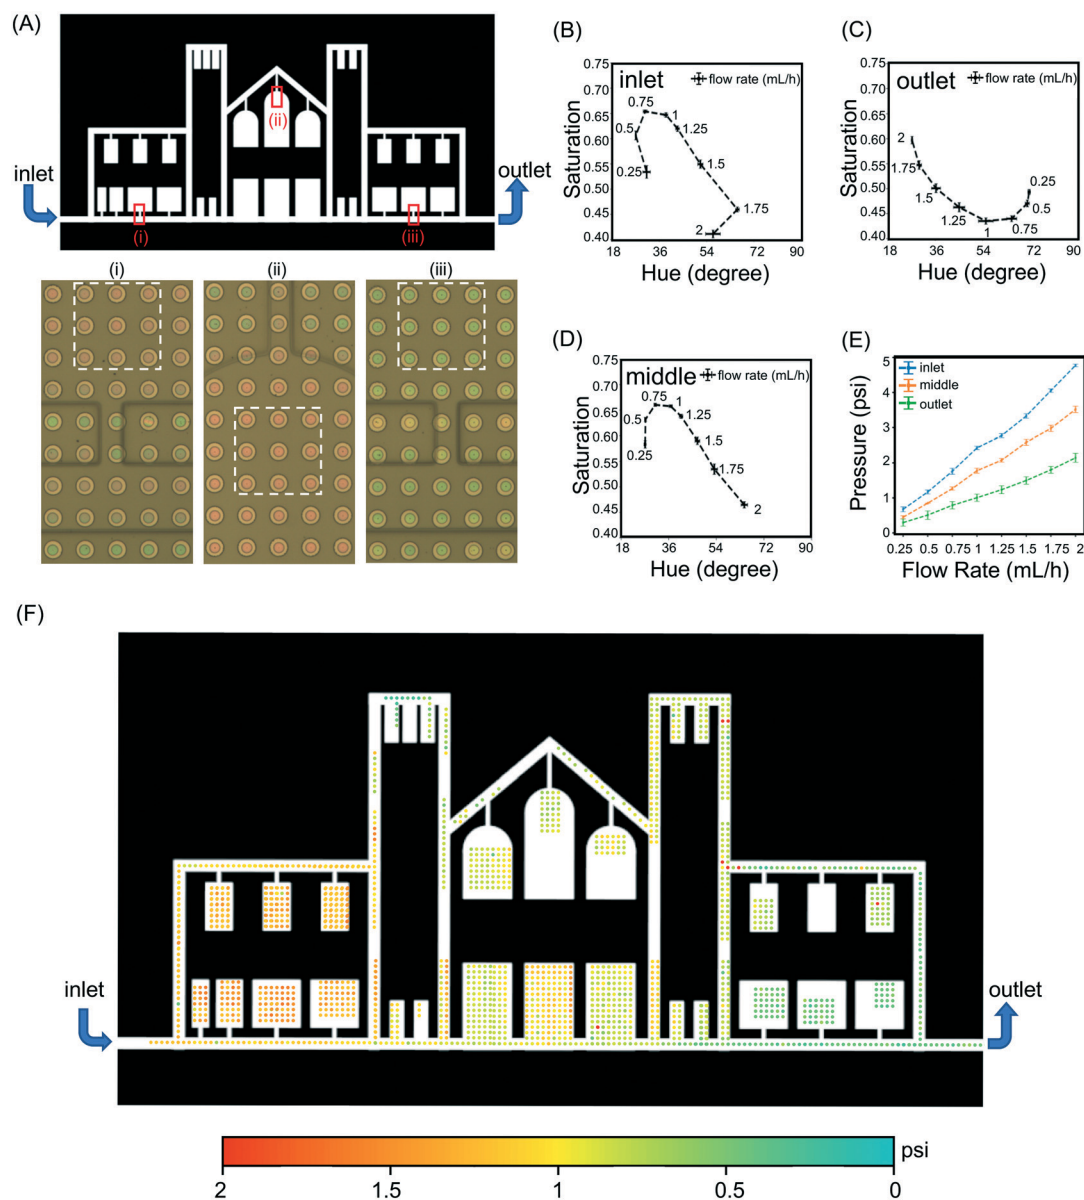 (A)
inlet
outlet
(i)
(ii)
(iii)
(i)
(ii)
(iii)
(B)
inlet
flow rate (mL/h)
Saturation
0.75
0.70
0.65
0.60
0.55
0.50
0.45
0.40
0.75
1
1.25
0.5
0.25
1.5
1.75
2
18
36
54
72
90
Hue (degree)
(C)
outlet
flow rate (mL/h)
Saturation
0.75
0.70
0.65
0.60
0.55
0.50
0.45
0.40
2
1.75
1.5
1.25
1
0.75
0.5
0.25
18
36
54
72
90
Hue (degree)
(D)
middle
flow rate (mL/h)
Saturation
0.75
0.70
0.65
0.60
0.55
0.50
0.45
0.40
0.75
1
1.25
0.5
0.25
1.5
1.75
2
18
36
54
72
90
Hue (degree)
(E)
inlet
middle
outlet
Pressure (psi)
5
4
3
2
1
0
0.25
0.5
0.75
1
1.25
1.5
1.75
2
Flow Rate (mL/h)
(F)
inlet
outlet
psi
2
1.5
1
0.5
0